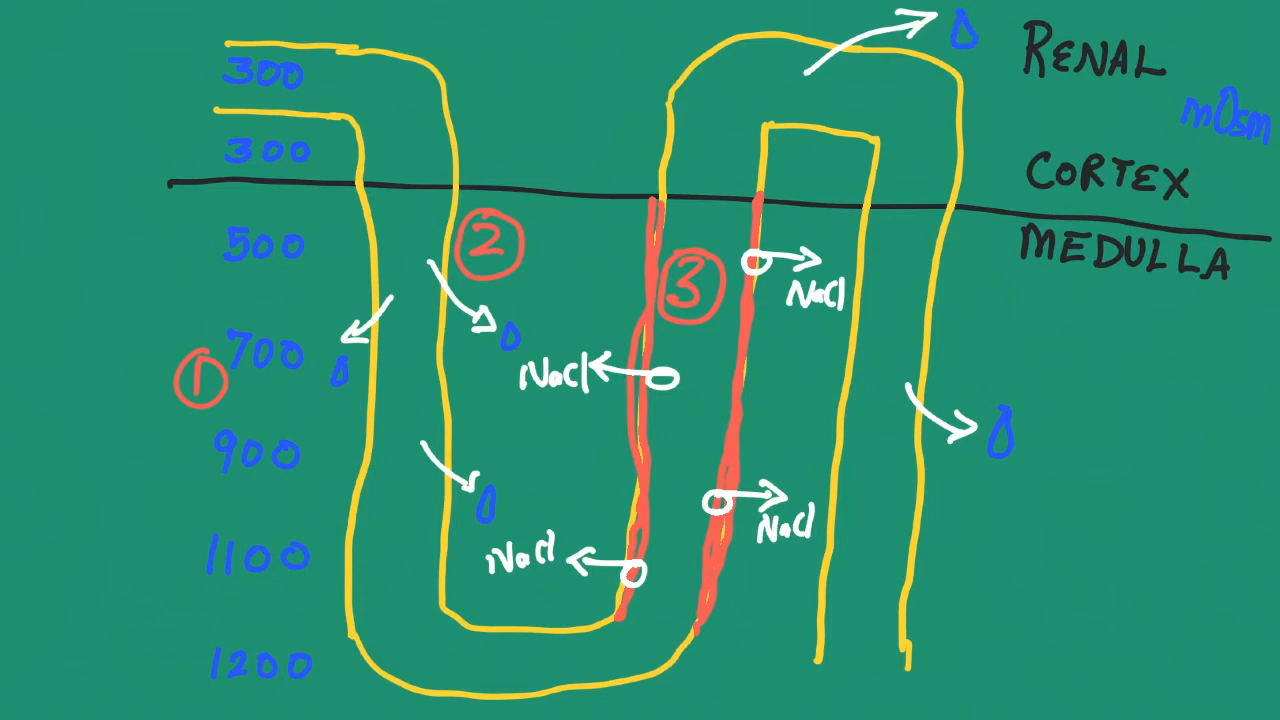 300
300
500
700
900
1100
1200
1
2
3
NaCl
NaCl
NaCl
NaCl
RENAL
mOsm
CORTEX
MEDULLA